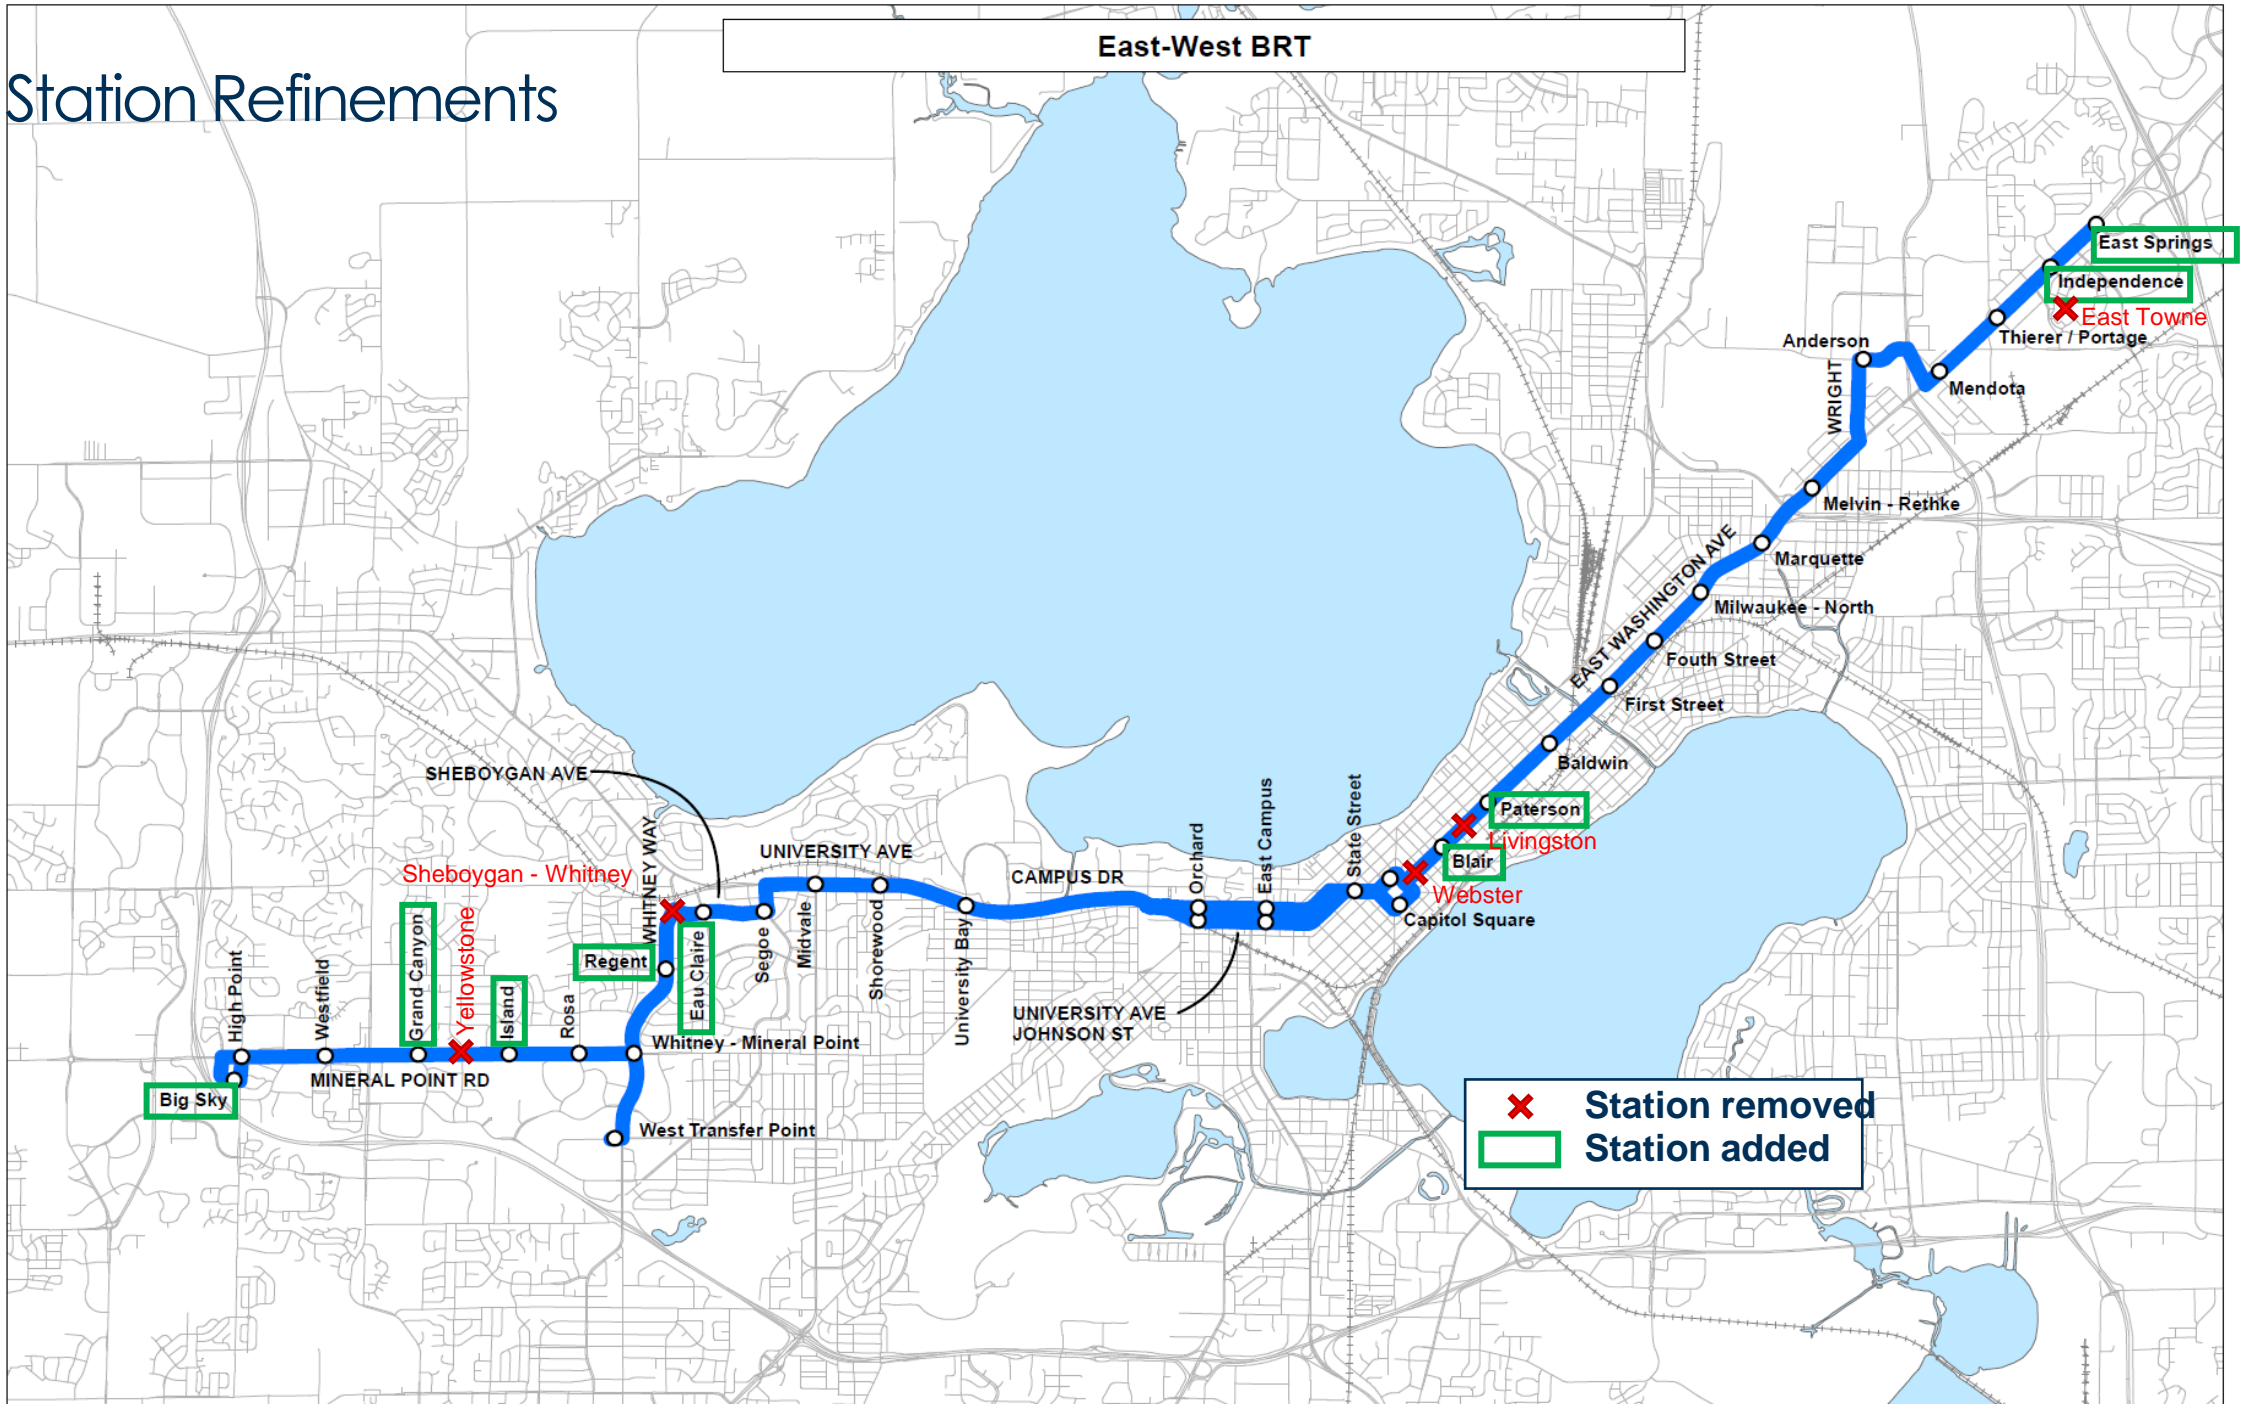 East-West BRT
Station Refinements
East Springs
Independence
East Towne
Thierer / Portage
Anderson
Mendota
WRIGHT
Melvin - Rethke
EAST WASHINGTON AVE
Marquette
Milwaukee - North
Fouth Street
First Street
Baldwin
Paterson
Livingston
Blair
Webster
Capitol Square
State Street
East Campus
Orchard
CAMPUS DR
UNIVERSITY AVE
JOHNSON ST
UNIVERSITY AVE
SHEBOYGAN AVE
WHITNEY WAY
Sheboygan - Whitney
University Bay
Shorewood
Midvale
Segoe
Eau Claire
Regent
Whitney - Mineral Point
West Transfer Point
Rosa
Island
Yellowstone
Grand Canyon
Westfield
High Point
MINERAL POINT RD
Big Sky
Station removed
Station added